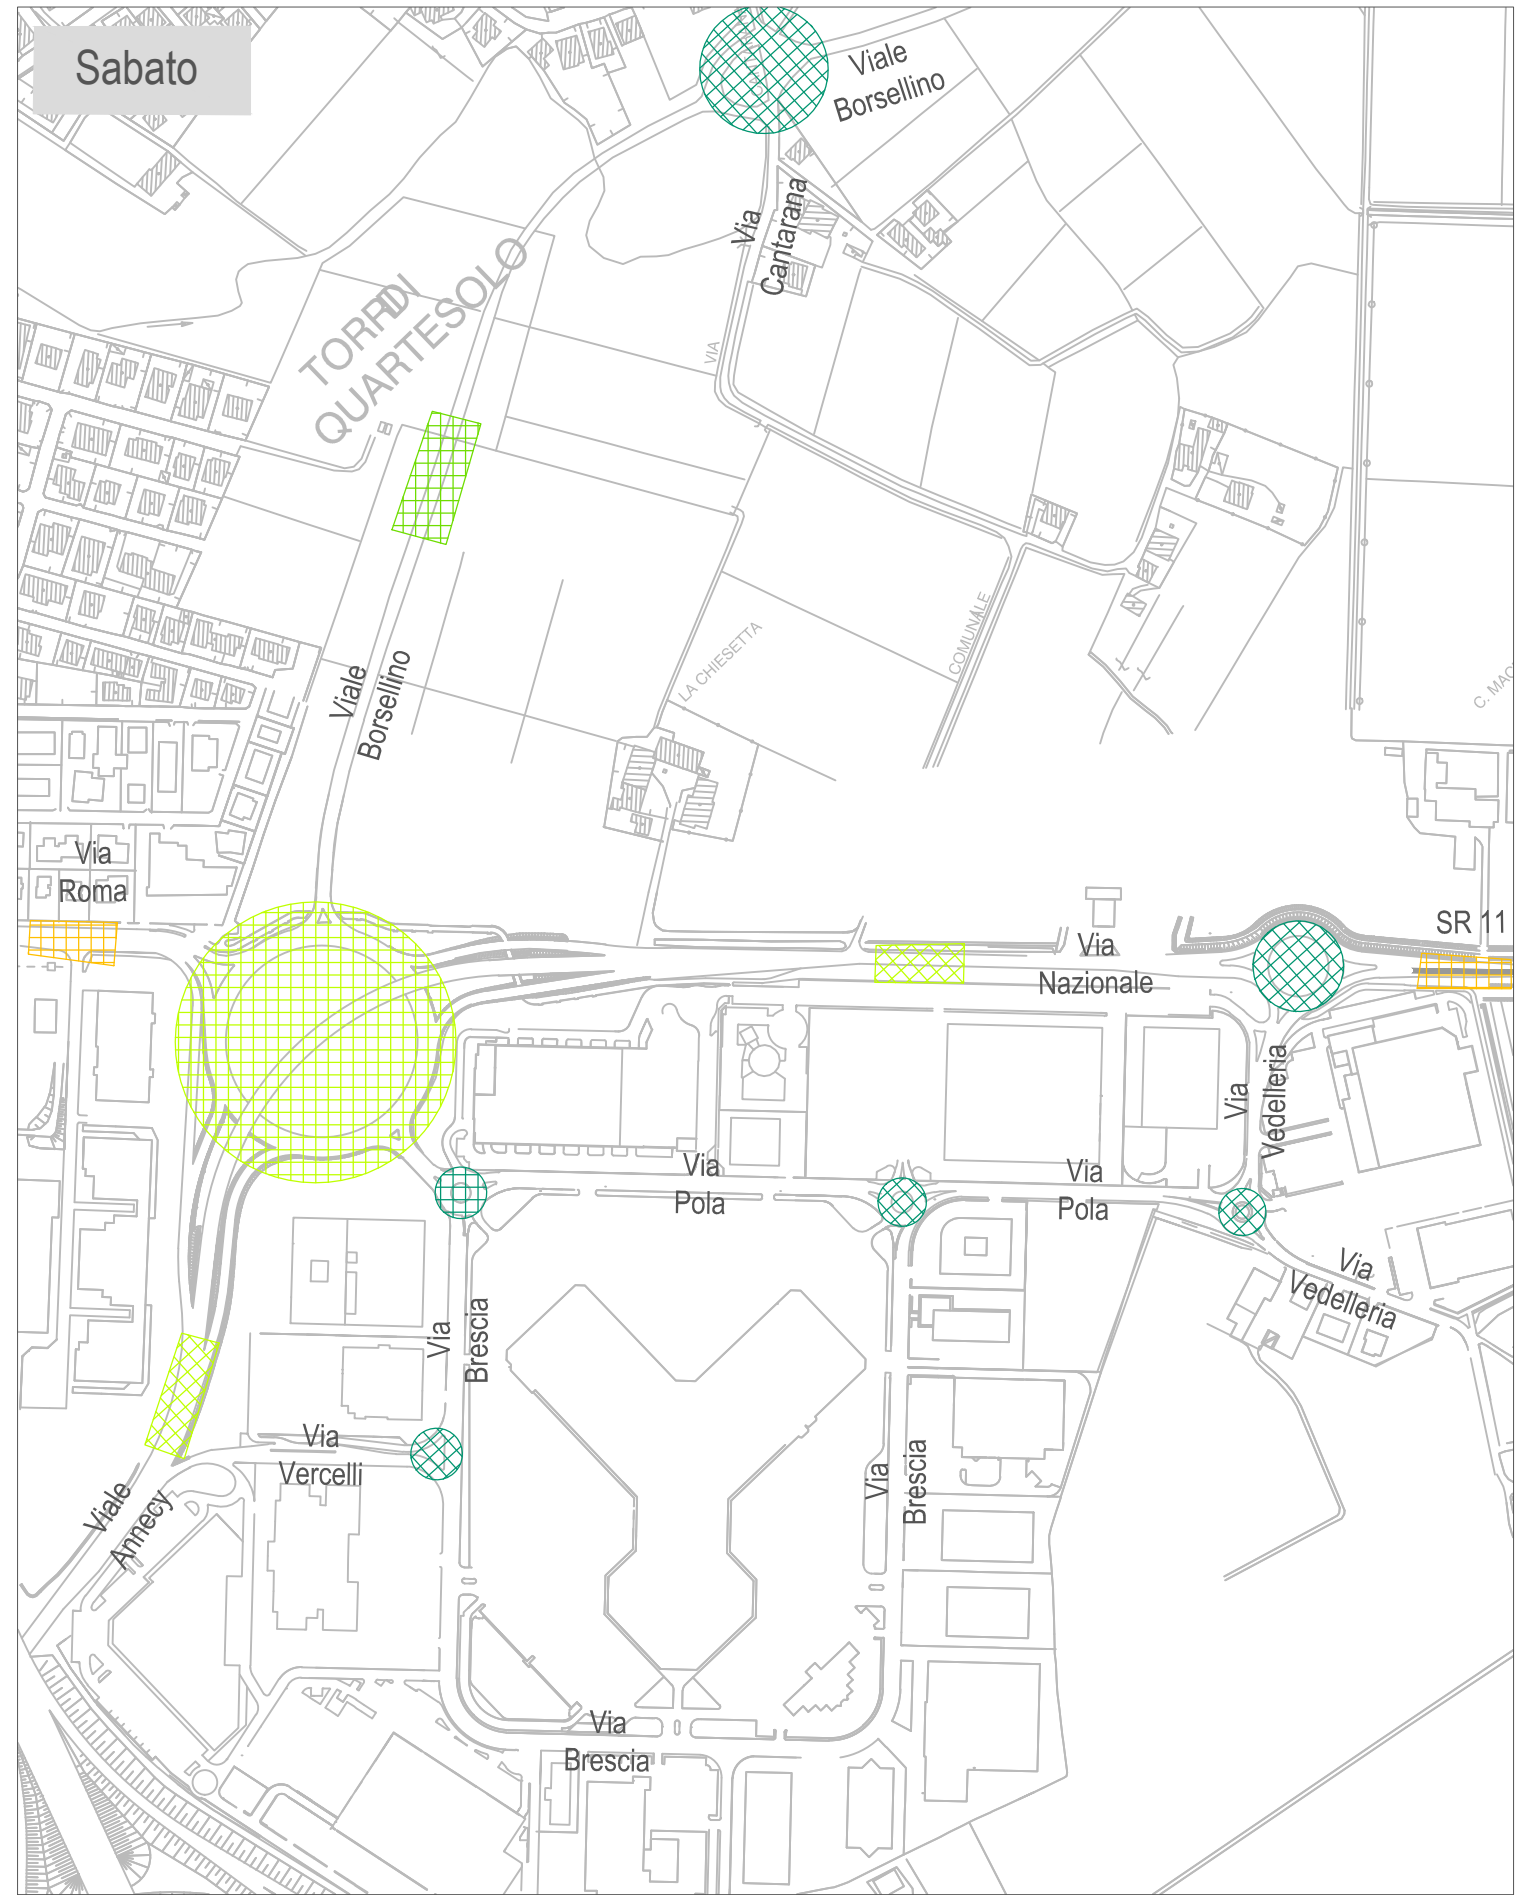 Sabato
Viale
Borsellino
Via
Cantarana
TORRI DI
QUARTESOLO
VIA
LA CHIESETTA
COMUNALE
Viale
Borsellino
Via
Roma
SR 11
Via
Nazionale
Via
Vedelleria
Via
Pola
Via
Pola
Via
Vedelleria
Via
Brescia
Via
Vercelli
Via
Brescia
Viale
Annecy
Via
Brescia